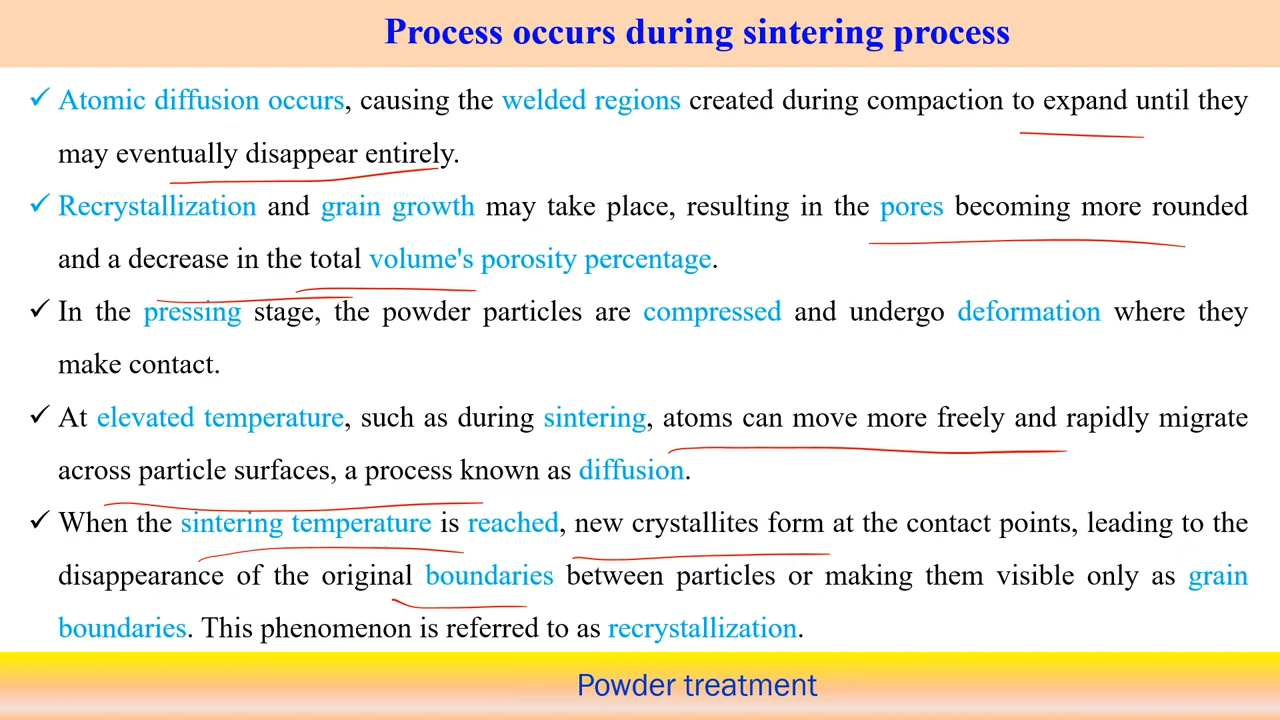 Process occurs during sintering process
✓ Atomic diffusion occurs, causing the welded regions created during compaction to expand until they
may eventually disappear entirely.
✓ Recrystallization and grain growth may take place, resulting in the pores becoming more rounded
and a decrease in the total volume's porosity percentage.
✓ In the pressing stage, the powder particles are compressed and undergo deformation where they
make contact.
✓ At elevated temperature, such as during sintering, atoms can move more freely and rapidly migrate
across particle surfaces, a process known as diffusion.
✓ When the sintering temperature is reached, new crystallites form at the contact points, leading to the
disappearance of the original boundaries between particles or making them visible only as grain
boundaries. This phenomenon is referred to as recrystallization.
Powder treatment